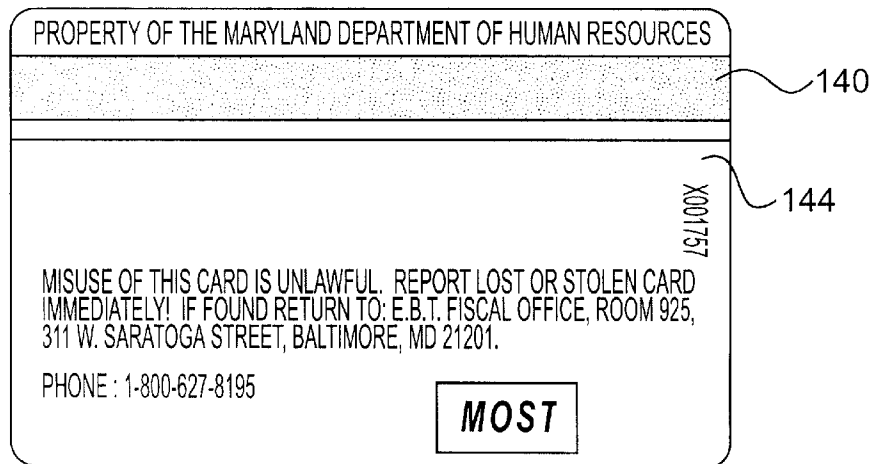 PROPERTY OF THE MARYLAND DEPARTMENT OF HUMAN RESOURCES
140
144
X001757
MISUSE OF THIS CARD IS UNLAWFUL. REPORT LOST OR STOLEN CARD
IMMEDIATELY! IF FOUND RETURN TO: E.B.T. FISCAL OFFICE, ROOM 925,
311 W. SARATOGA STREET, BALTIMORE, MD 21201.
PHONE : 1-800-627-8195
MOST